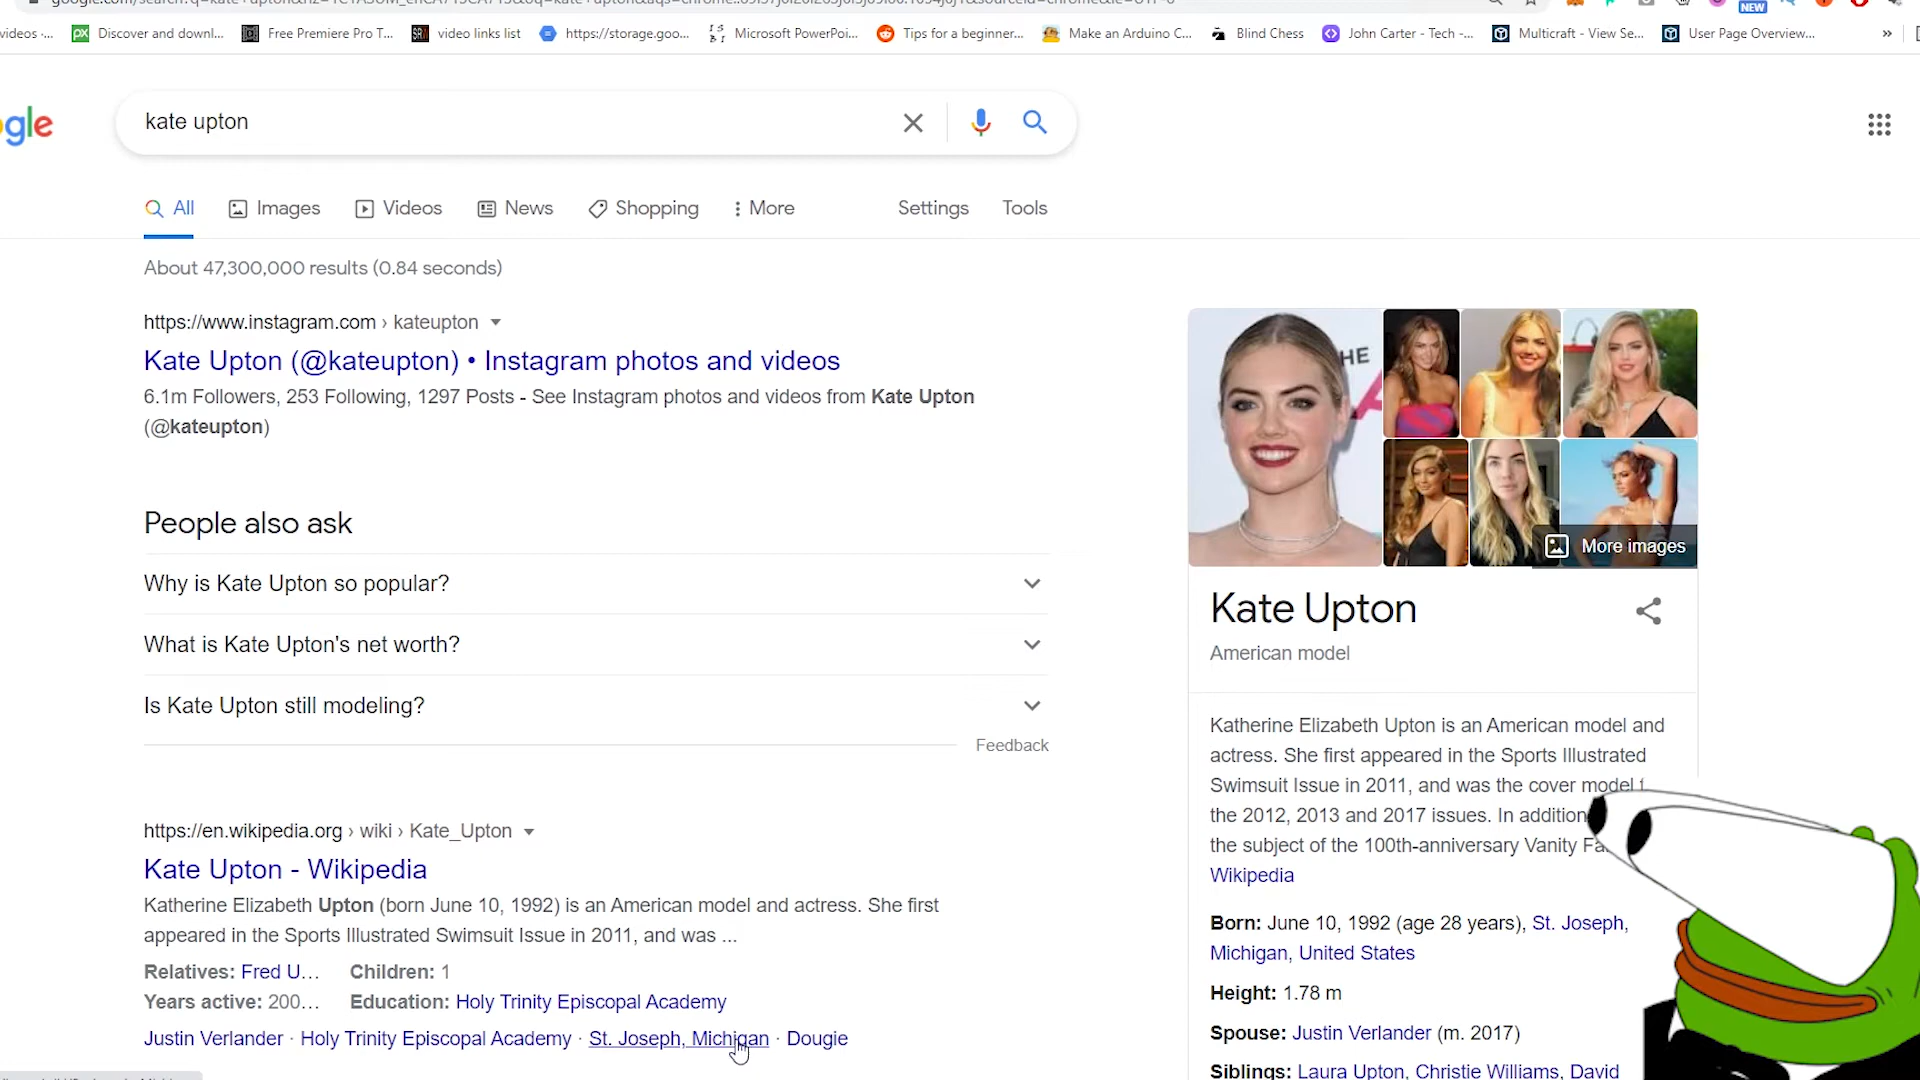 videos -...
Discover and downl...
Free Premiere Pro T...
video links list
https://storage.goo...
Microsoft PowerPoi...
Tips for a beginner...
Make an Arduino C...
Blind Chess
John Carter - Tech -...
Multicraft - View Se...
User Page Overview...
»
NEW
gle
kate upton
All
Images
Videos
News
Shopping
More
Settings
Tools
About 47,300,000 results (0.84 seconds)
https://www.instagram.com › kateupton
Kate Upton (@kateupton) • Instagram photos and videos
6.1m Followers, 253 Following, 1297 Posts - See Instagram photos and videos from Kate Upton
(@kateupton)
People also ask
Why is Kate Upton so popular?
What is Kate Upton's net worth?
Is Kate Upton still modeling?
Feedback
https://en.wikipedia.org › wiki › Kate_Upton
Kate Upton - Wikipedia
Katherine Elizabeth Upton (born June 10, 1992) is an American model and actress. She first
appeared in the Sports Illustrated Swimsuit Issue in 2011, and was ...
Relatives: Fred U... Children: 1
Years active: 200... Education: Holy Trinity Episcopal Academy
Justin Verlander · Holy Trinity Episcopal Academy · St. Joseph, Michigan · Dougie
HE
More images
Kate Upton
American model
Katherine Elizabeth Upton is an American model and
actress. She first appeared in the Sports Illustrated
Swimsuit Issue in 2011, and was the cover model
the 2012, 2013 and 2017 issues. In addition
the subject of the 100th-anniversary Vanity
Wikipedia
Born: June 10, 1992 (age 28 years), St. Joseph,
Michigan, United States
Height: 1.78 m
Spouse: Justin Verlander (m. 2017)
Siblings: Laura Upton, Christie Williams, David